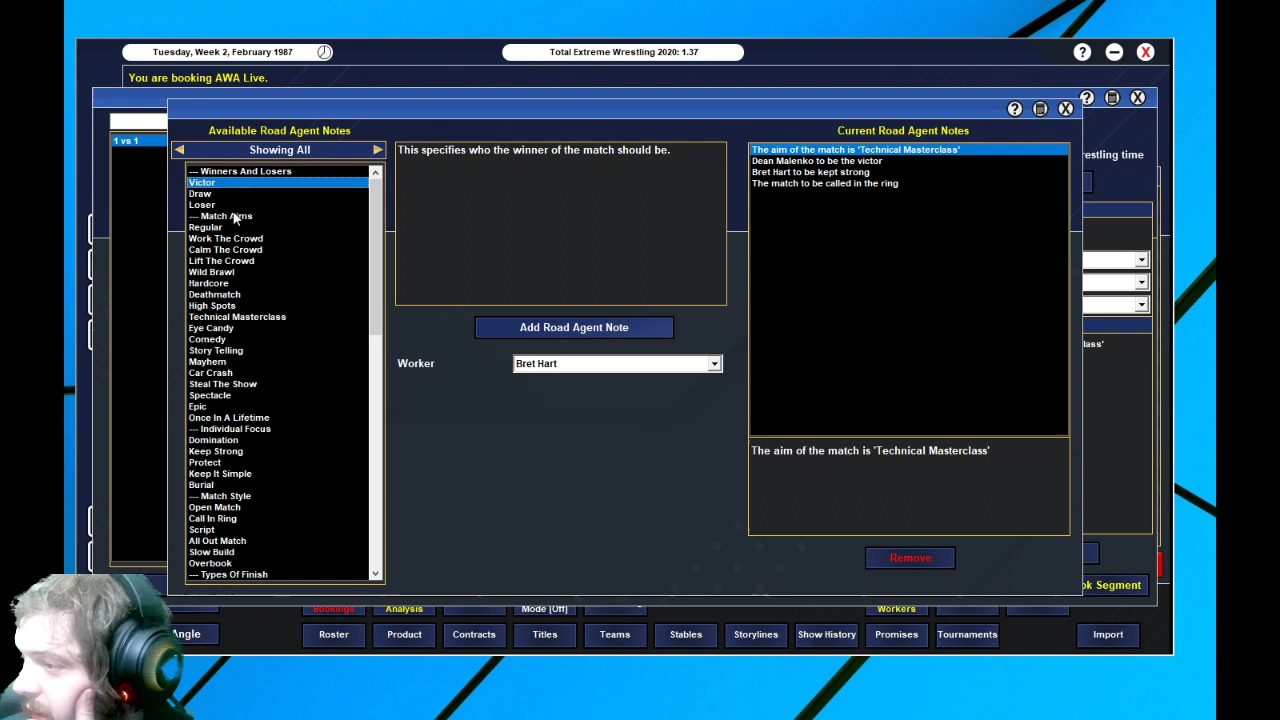 Tuesday, Week 2, February 1987
Total Extreme Wrestling 2020: 1.37
You are booking AWA Live.
Available Road Agent Notes
Current Road Agent Notes
Showing All
1 vs 1
--- Winners And Losers
Victor
Draw
Loser
--- Match Aims
Regular
Work The Crowd
Calm The Crowd
Lift The Crowd
Wild Brawl
Hardcore
Deathmatch
High Spots
Technical Masterclass
Eye Candy
Comedy
Story Telling
Mayhem
Car Crash
Steal The Show
Spectacle
Epic
Once In A Lifetime
--- Individual Focus
Domination
Keep Strong
Protect
Keep It Simple
Burial
--- Match Style
Open Match
Call In Ring
Script
All Out Match
Slow Build
Overbook
--- Types Of Finish
This specifies who the winner of the match should be.
Add Road Agent Note
Worker
Bret Hart
The aim of the match is 'Technical Masterclass'
Dean Malenko to be the victor
Bret Hart to be kept strong
The match to be called in the ring
The aim of the match is 'Technical Masterclass'
Remove
restling time
lass'
ok Segment
Bookings
Analysis
Mode [Off]
Workers
Angle
Roster
Product
Contracts
Titles
Teams
Stables
Storylines
Show History
Promises
Tournaments
Import